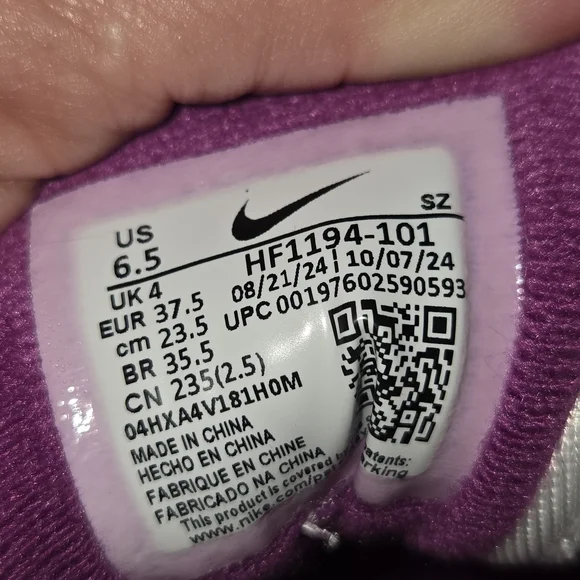 SZ
US
6.5
HF1194-101
UK 4
08/21/24 | 10/07/24
EUR 37.5
UPC 00197602590593
cm 23.5
BR 35.5
CN 235(2.5)
04HXA4V181H0M
MADE IN CHINA
HECHO EN CHINA
FABRIQUE EN CHINE
FABRICADO NA CHINA
This product is covered
www.nike.com/pa